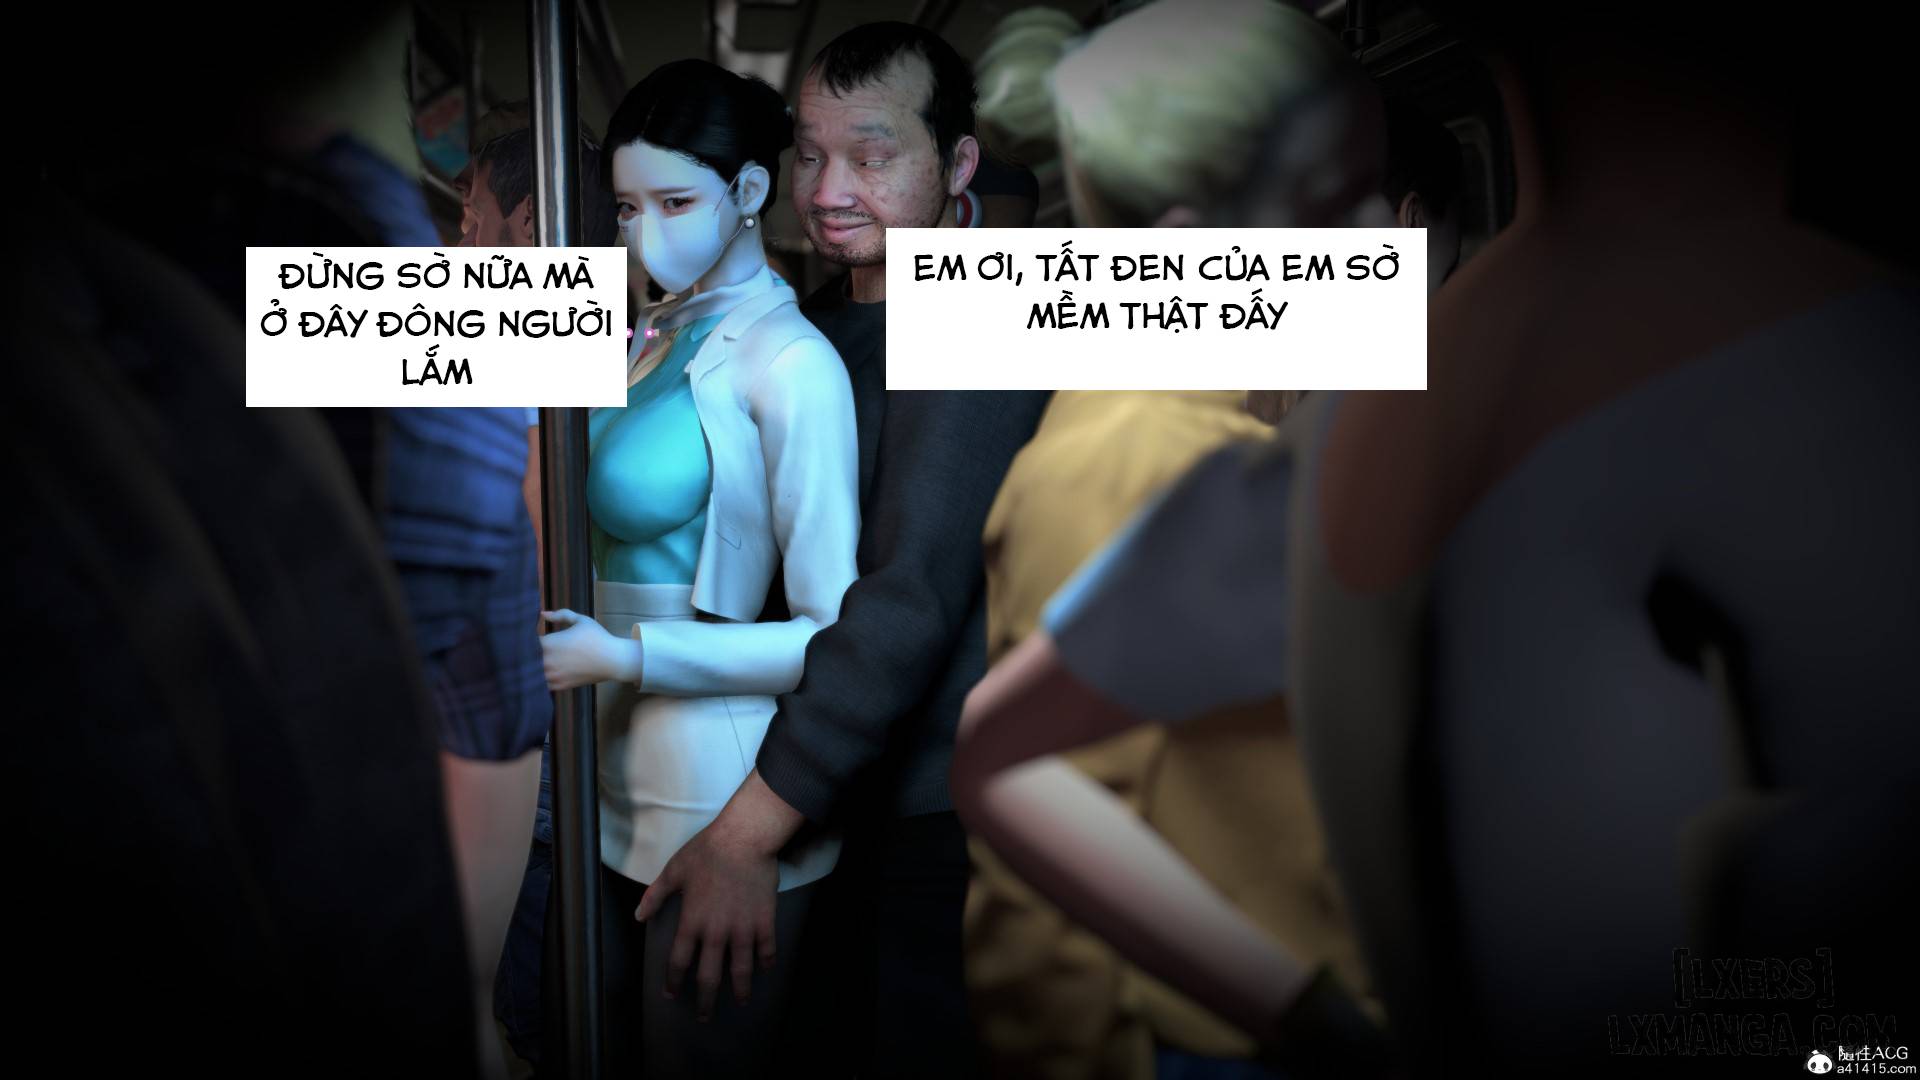 ĐỪNG SỜ NỮA MÀ
Ở ĐÂY ĐÔNG NGƯỜI
LẮM
EM ƠI, TẤT ĐEN CỦA EM SỜ
MỀM THẬT ĐẤY
[LXERS]
LXMANGA.COM
ACG
a41415.com